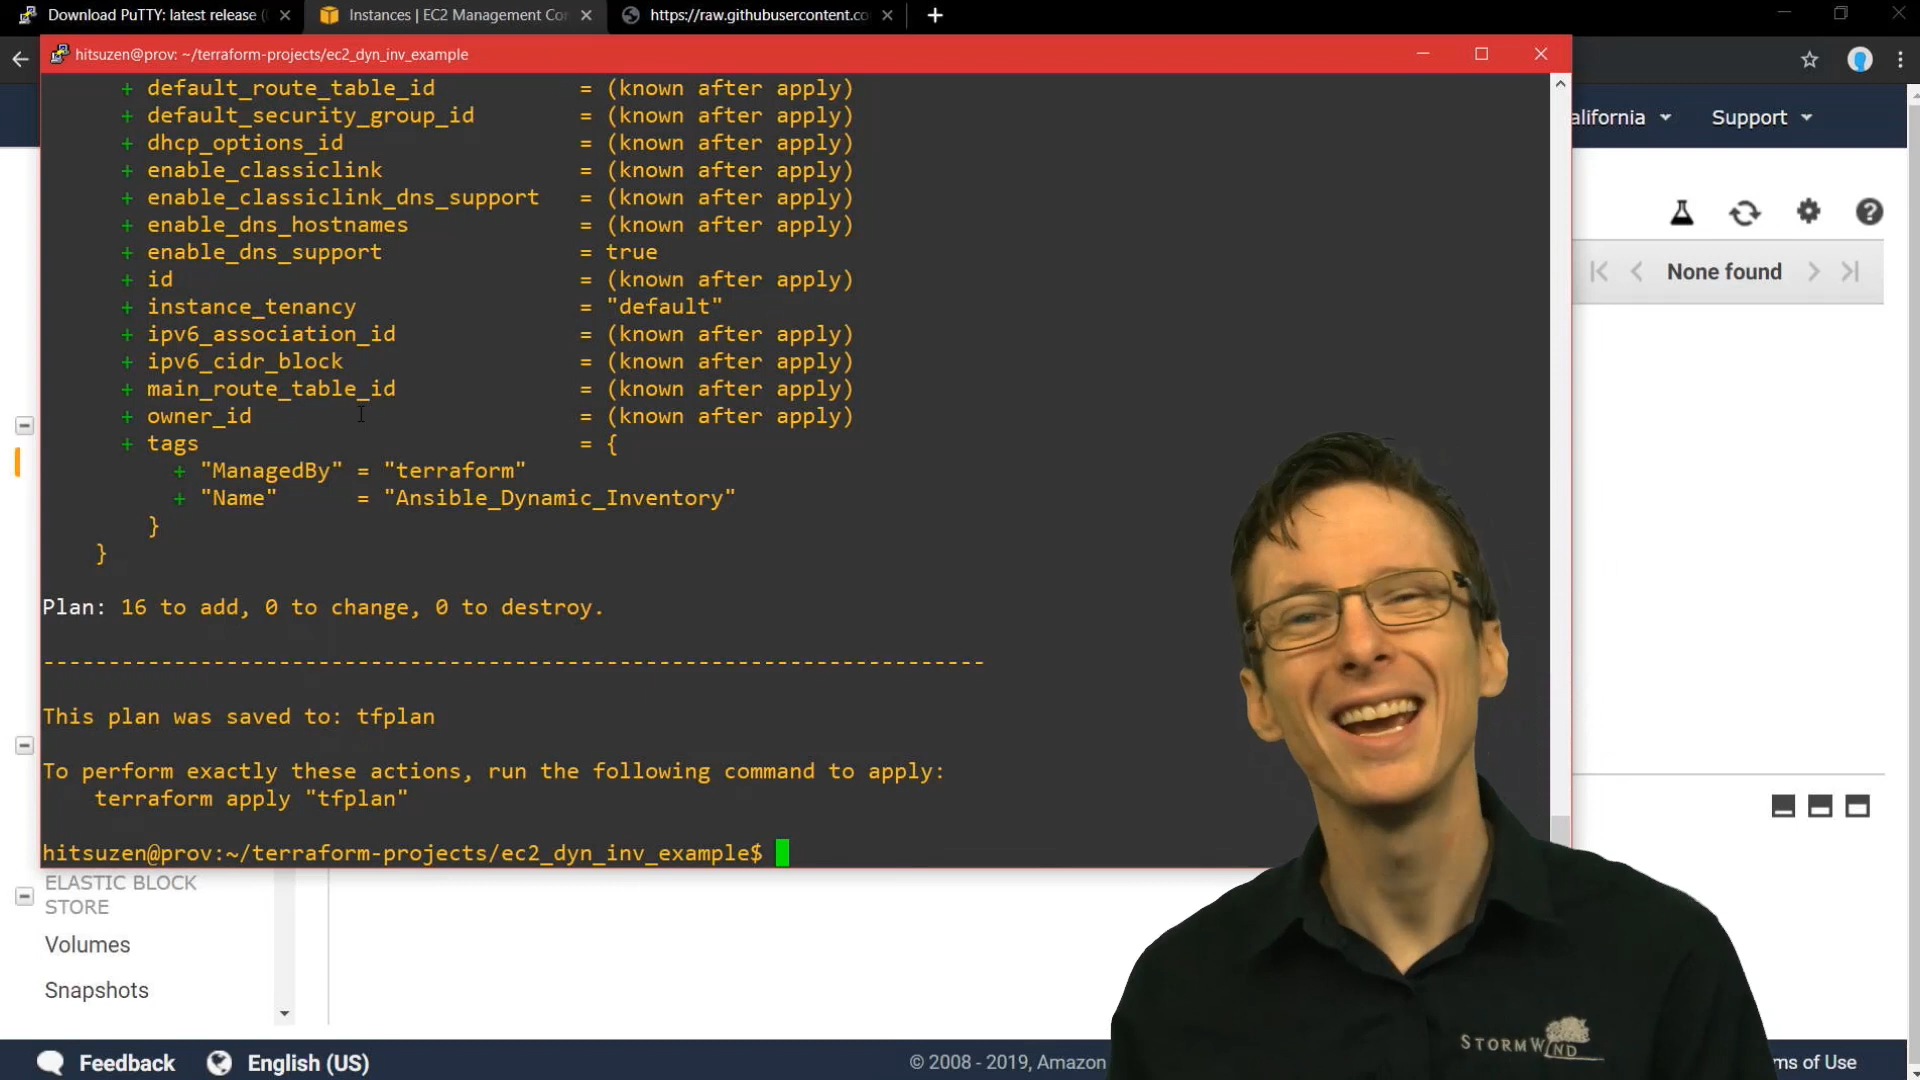 Download PuTTY: latest release (
Instances | EC2 Management Co
https://raw.githubusercontent.co
hitsuzen@prov: ~/terraform-projects/ec2_dyn_inv_example
alifornia
Support
+ default_route_table_id = (known after apply)
+ default_security_group_id = (known after apply)
+ dhcp_options_id = (known after apply)
+ enable_classiclink = (known after apply)
+ enable_classiclink_dns_support = (known after apply)
+ enable_dns_hostnames = (known after apply)
+ enable_dns_support = true
+ id = (known after apply)
+ instance_tenancy = "default"
+ ipv6_association_id = (known after apply)
+ ipv6_cidr_block = (known after apply)
+ main_route_table_id = (known after apply)
+ owner_id = (known after apply)
+ tags = {
+ "ManagedBy" = "terraform"
+ "Name" = "Ansible_Dynamic_Inventory"
}
}
None found
Plan: 16 to add, 0 to change, 0 to destroy.
------------------------------------------------------------------------
This plan was saved to: tfplan
To perform exactly these actions, run the following command to apply:
terraform apply "tfplan"
hitsuzen@prov:~/terraform-projects/ec2_dyn_inv_example$
ELASTIC BLOCK
STORE
Volumes
Snapshots
STORMWIND
Feedback
English (US)
© 2008 - 2019, Amazon
ms of Use